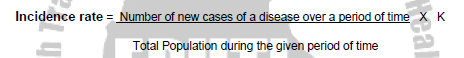 Incidence rate = Number of new cases of a disease over a period of time X K
Total Population during the given period of time